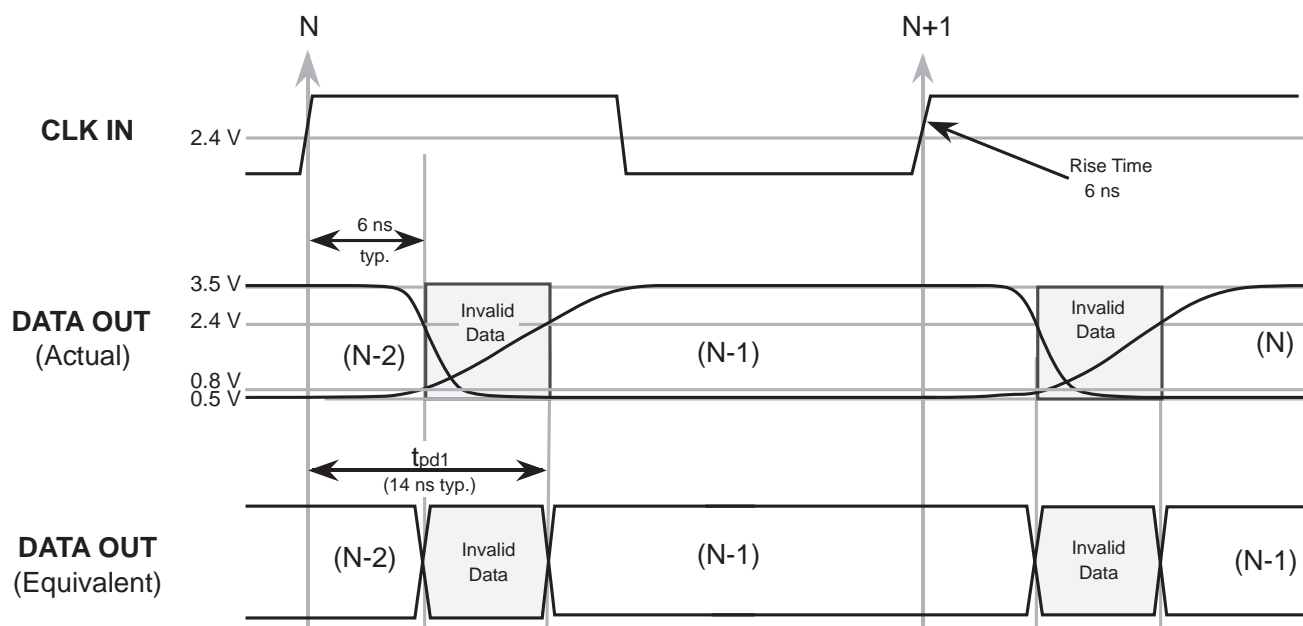 N
N+1
CLK IN
2.4 V
Rise Time
6 ns
6 ns
typ.
3.5 V
DATA OUT
(Actual)
2.4 V
0.8 V
0.5 V
(N-2)
Invalid
Data
(N-1)
Invalid
Data
(N)
tpd1
(14 ns typ.)
DATA OUT
(Equivalent)
(N-2)
Invalid
Data
(N-1)
Invalid
Data
(N-1)